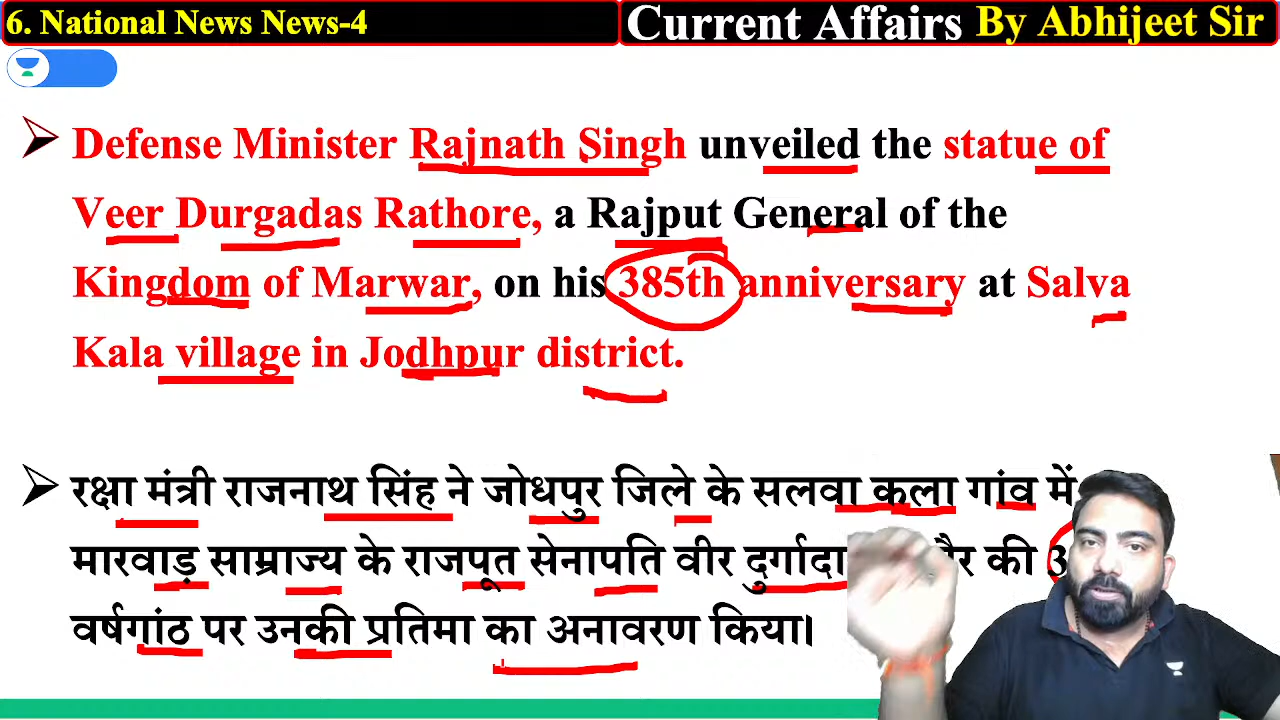 6. National News News-4
Current Affairs By Abhijeet Sir
Defense Minister Rajnath Singh unveiled the statue of
Veer Durgadas Rathore, a Rajput General of the
Kingdom of Marwar, on his 385th anniversary at Salva
Kala village in Jodhpur district.
रक्षा मंत्री राजनाथ सिंह ने जोधपुर जिले के सलवा कला गांव में
मारवाड़ साम्राज्य के राजपूत सेनापति वीर की
वर्षगांठ पर उनकी प्रतिमा का अनावरण किया।